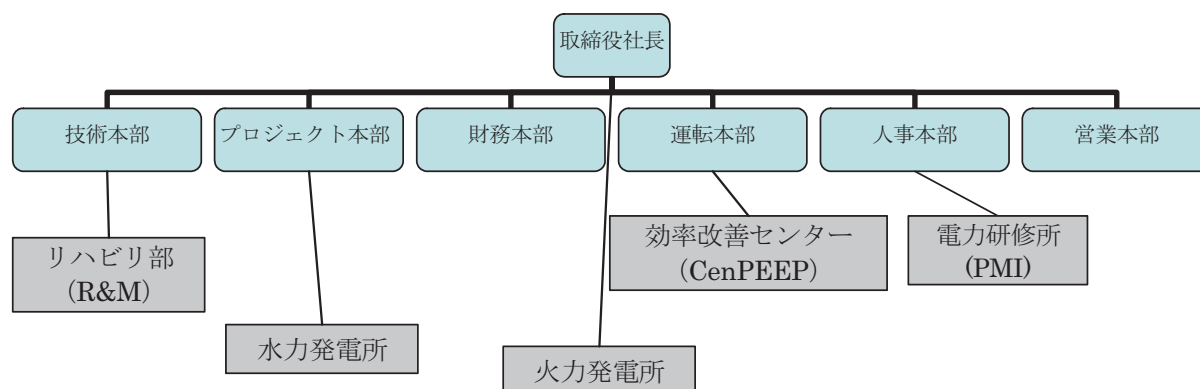 取締役社長
技術本部
プロジェクト本部
財務本部
運転本部
人事本部
営業本部
リハビリ部
（R&M）
効率改善センター
（CenPEEP）
電力研修所
(PMI)
水力発電所
火力発電所